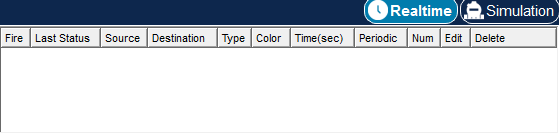 Realtime Simulation
Fire Last Status Source Destination Type Color Time(sec) Periodic Num Edit Delete